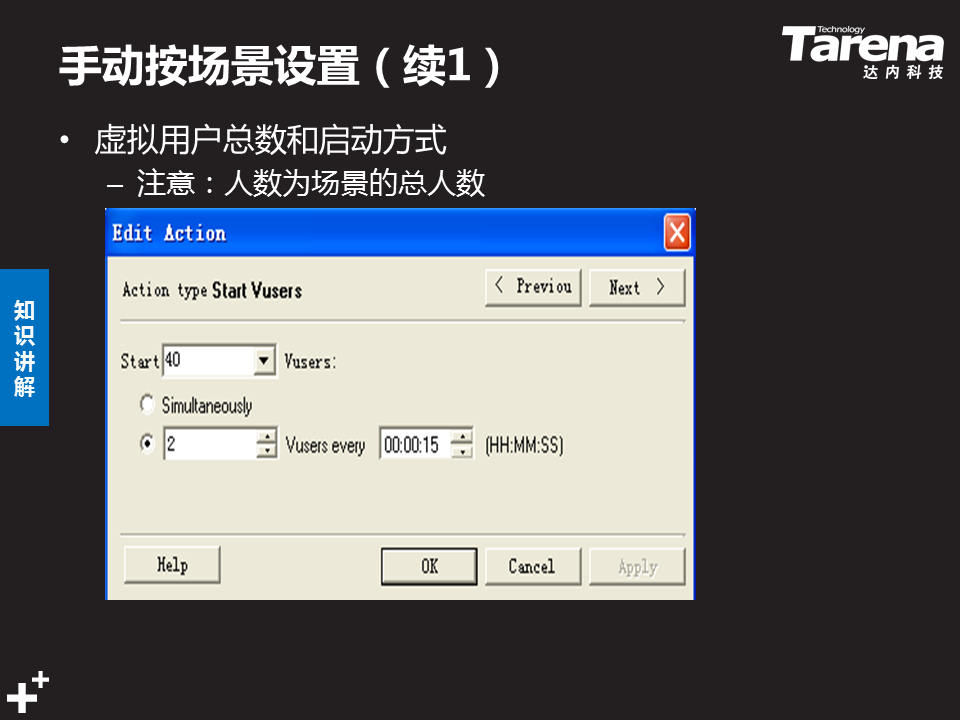 手动按场景设置（续1）
Technology
Tarena
达内科技
• 虚拟用户总数和启动方式
– 注意：人数为场景的总人数
知识讲解
Edit Action
Action type Start Vusers
< Previou
Next >
Start 40 Vusers:
Simultaneously
2 Vusers every 00:00:15 (HH:MM:SS)
Help
OK
Cancel
Apply